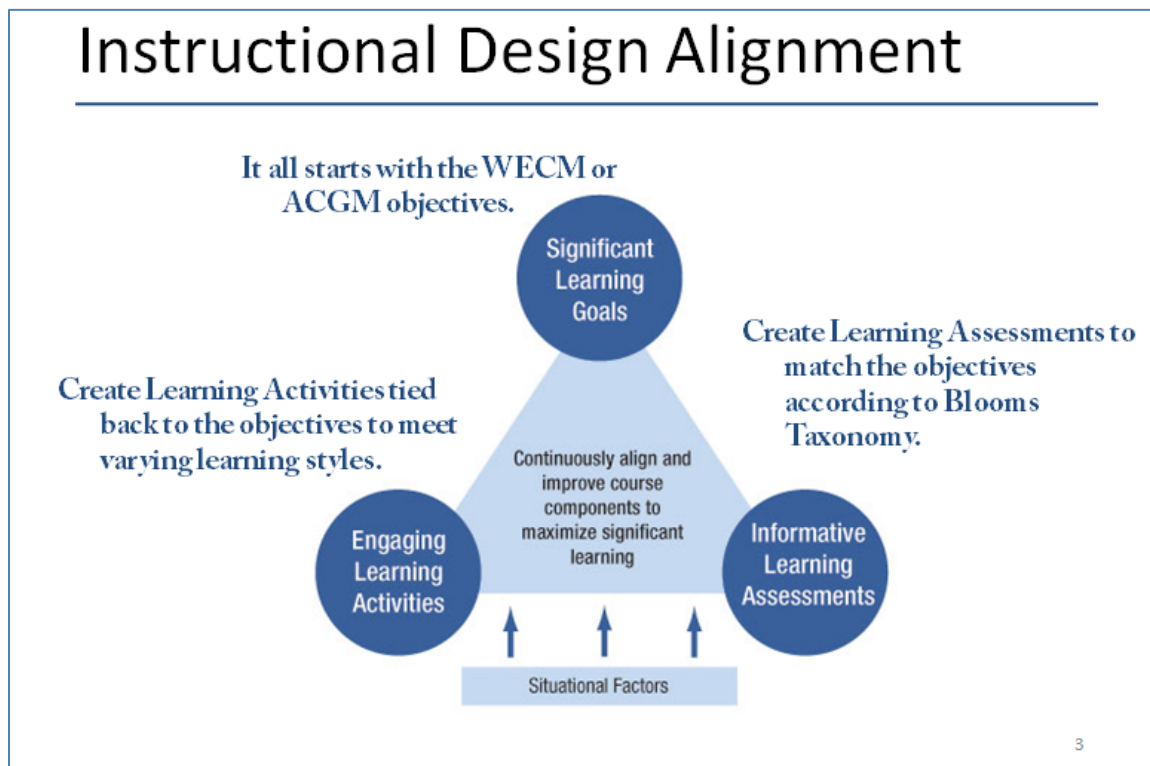 Instructional Design Alignment
It all starts with the WECM or
ACGM objectives.
Significant
Learning
Goals
Create Learning Assessments to
match the objectives
according to Blooms
Taxonomy.
Create Learning Activities tied
back to the objectives to meet
varying learning styles.
Continuously align and
improve course
components to
maximize significant
learning
Engaging
Learning
Activities
Informative
Learning
Assessments
Situational Factors
3